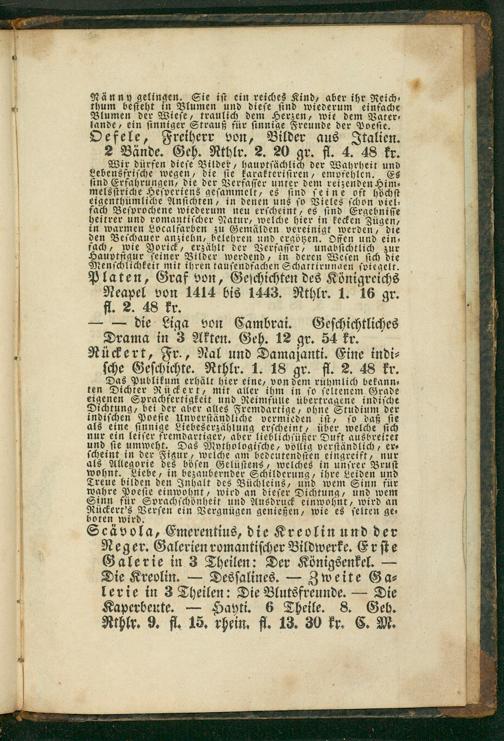 Nänny gelingen. Sie ist ein reiches Kind, aber ihr Reich-
thum besteht in Blumen und diese sind wiederum einfache
Blumen der Wiese, traulich dem Herzen, wie dem Vater-
lande, ein sinniger Strauß für sinnige Freunde der Poesie.
Oefele, Freiherr von, Bilder aus Italien.
2 Bände. Geh. Rthlr. 2. 20 gr. fl. 4. 48 kr.
Wir dürfen diese Bilder, hauptsächlich der Wahrheit und
Lebensfrische wegen, die sie karakterisiren, empfehlen. Es
sind Erfahrungen, die der Verfasser unter dem reizenden Him-
melsstriche Hesperiens gesammelt, es sind seine oft höchst
eigenthümliche Ansichten, in denen uns so Vieles schon viel-
fach Besprochene wiederum neu erscheint, es sind Ergebnisse
heitrer und romantischer Natur, welche hier in kecken Zügen,
in warmen Localfarben zu Gemälden vereinigt werden, die
den Beschauer anziehn, belehren und ergötzen. Offen und ein-
fach, wie Yorick, erzählt der Verfasser, unabsichtlich zur
Hauptfigur seiner Bilder werdend, in deren Wesen sich die
Menschlichkeit mit ihren tausendfachen Schattirungen spiegelt.
Platen, Graf von, Geschichten des Königreichs
Neapel von 1414 bis 1443. Rthlr. 1. 16 gr.
fl. 2. 48 kr.
— — die Liga von Cambrai. Geschichtliches
Drama in 3 Akten. Geh. 12 gr. 54 kr.
Rückert, Fr., Nal und Damajanti. Eine indi-
sche Geschichte. Rthlr. 1. 18 gr. fl. 2. 48 kr.
Das Publikum erhält hier eine, von dem rühmlich bekann-
ten Dichter Rückert, mit aller ihm in so seltenem Grade
eigenen Sprachfertigkeit und Reimfülle übertragene indische
Dichtung, bei der aber alles Fremdartige, ohne Studium der
indischen Poesie Unverständliche vermieden ist, so daß sie
als eine sinnige Liebeserzählung erscheint, über welche sich
nur ein leiser fremdartiger, aber lieblichsüßer Duft ausbreitet
und sie umweht. Das Mythologische, völlig verständlich, er-
scheint in der Figur, welche am bedeutendsten eingreift, nur
als Allegorie des bösen Gelüstens, welches in unsrer Brust
wohnt. Liebe, in bezaubernder Schilderung, ihre Leiden und
Treue bilden den Inhalt des Büchleins, und wem Sinn für
wahre Poesie einwohnt, wird an dieser Dichtung, und wem
Sinn für Sprachschönheit und Ausdruck einwohnt, wird an
Rückert's Versen ein Vergnügen genießen, wie es selten ge-
boten wird.
Scävola, Emerentius, die Kreolin und der
Neger. Galerien romantischer Bildwerke. Erste
Galerie in 3 Theilen: Der Königsenkel. —
Die Kreolin. — Dessalines. — Zweite Ga-
lerie in 3 Theilen: Die Blutsfreunde. — Die
Kaperbeute. — Hayti. 6 Theile. 8. Geh.
Rthlr. 9. fl. 15. rhein. fl. 13. 30 kr. C. M.